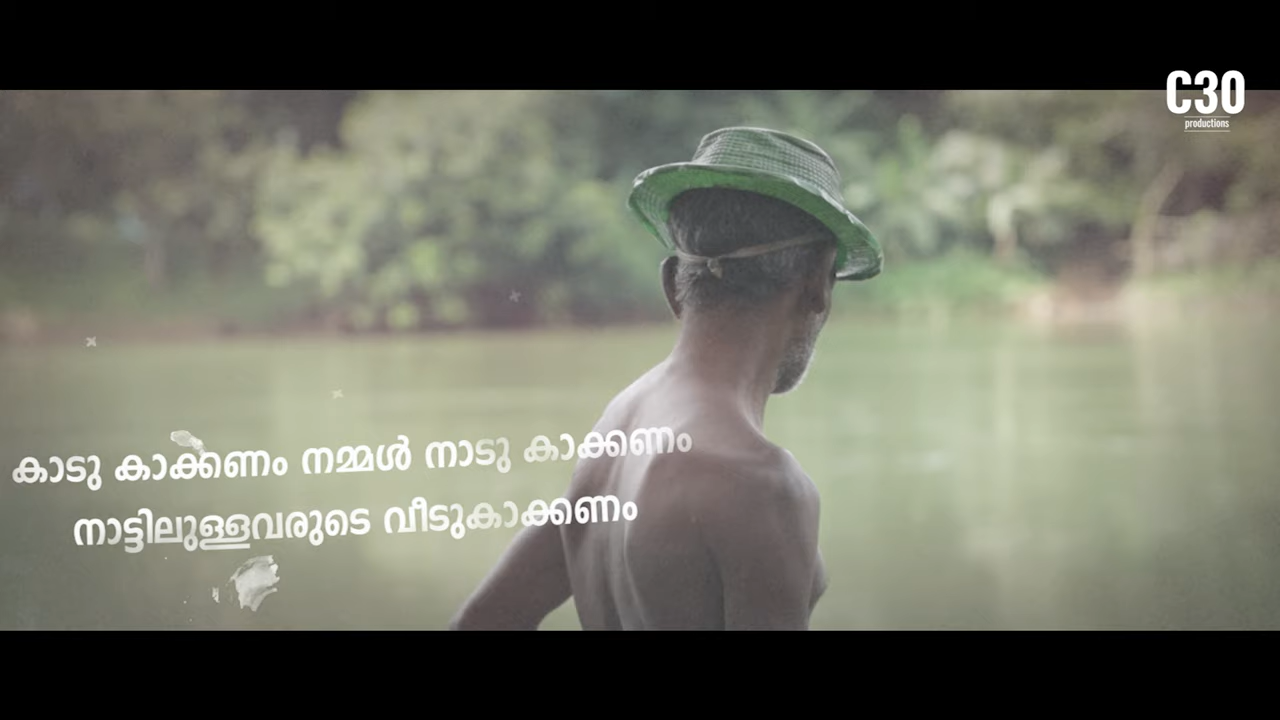 C30
productions
കാടു കാക്കണം നമ്മൾ നാടു കാക്കണം
നാട്ടിലുള്ളവരുടെ വീടുകാക്കണം